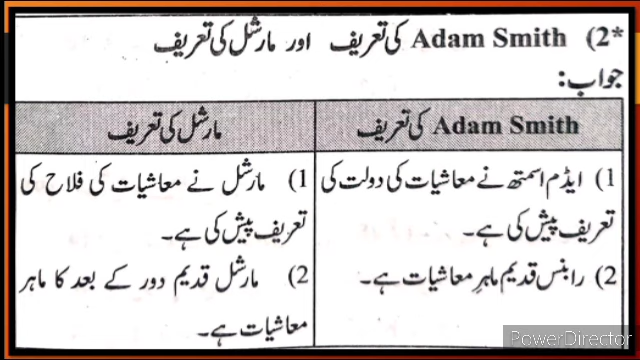 *2) Adam Smith کی تعریف اور مارشل کی تعریف
جواب:
Adam Smith کی تعریف
مارشل کی تعریف
1) ایڈم اسمتھ نے معاشیات کی دولت کی
تعریف پیش کی ہے۔
2) رابنس قدیم ماہرِ معاشیات ہے۔
1) مارشل نے معاشیات کی فلاح کی
تعریف پیش کی ہے۔
2) مارشل قدیم دور کے بعد کا ماہر
معاشیات ہے۔
PowerDirector